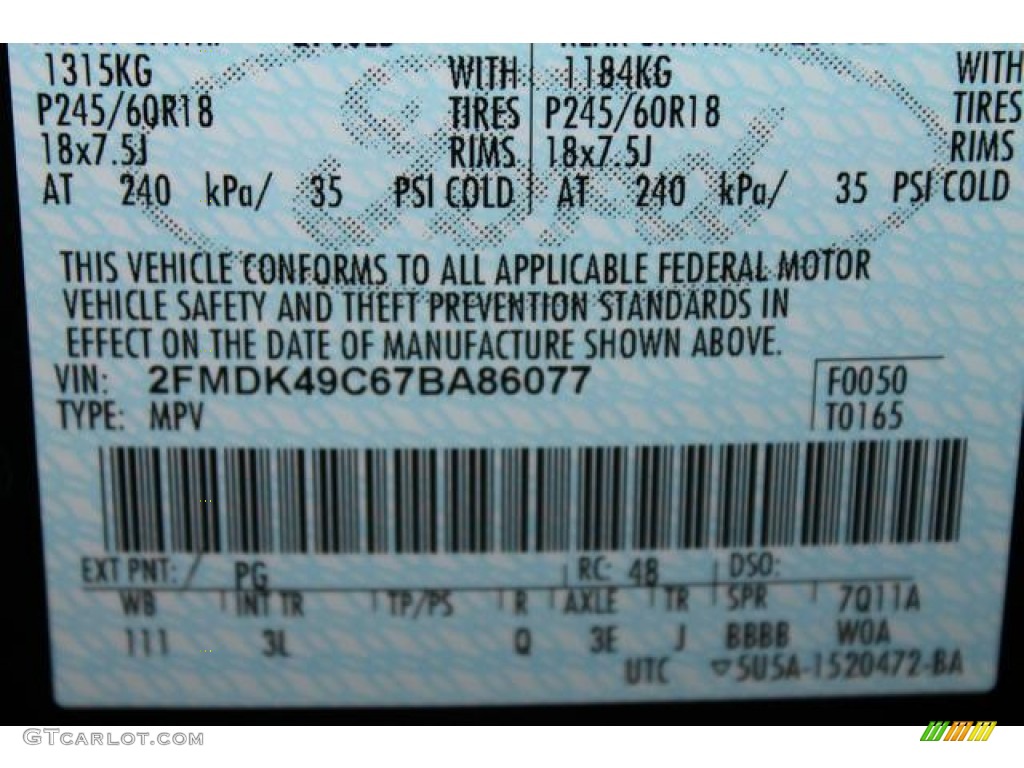 1315KG WITH 1184KG WITH
P245/60R18 TIRES P245/60R18 TIRES
18x7.5J RIMS 18x7.5J RIMS
AT 240 kPa/ 35 PSI COLD AT 240 kPa/ 35 PSI COLD
THIS VEHICLE CONFORMS TO ALL APPLICABLE FEDERAL MOTOR
VEHICLE SAFETY AND THEFT PREVENTION STANDARDS IN
EFFECT ON THE DATE OF MANUFACTURE SHOWN ABOVE.
VIN: 2FMDK49C67BA86077 F0050
TYPE: MPV T0165
EXT PNT: / PG RC: 48 DSO:
WB INT TR TP/PS R AXLE TR SPR 7Q11A
111 3L Q 3E J BBBB WOA
UTC ▽5U5A-1520472-BA
GTCARLOT.COM